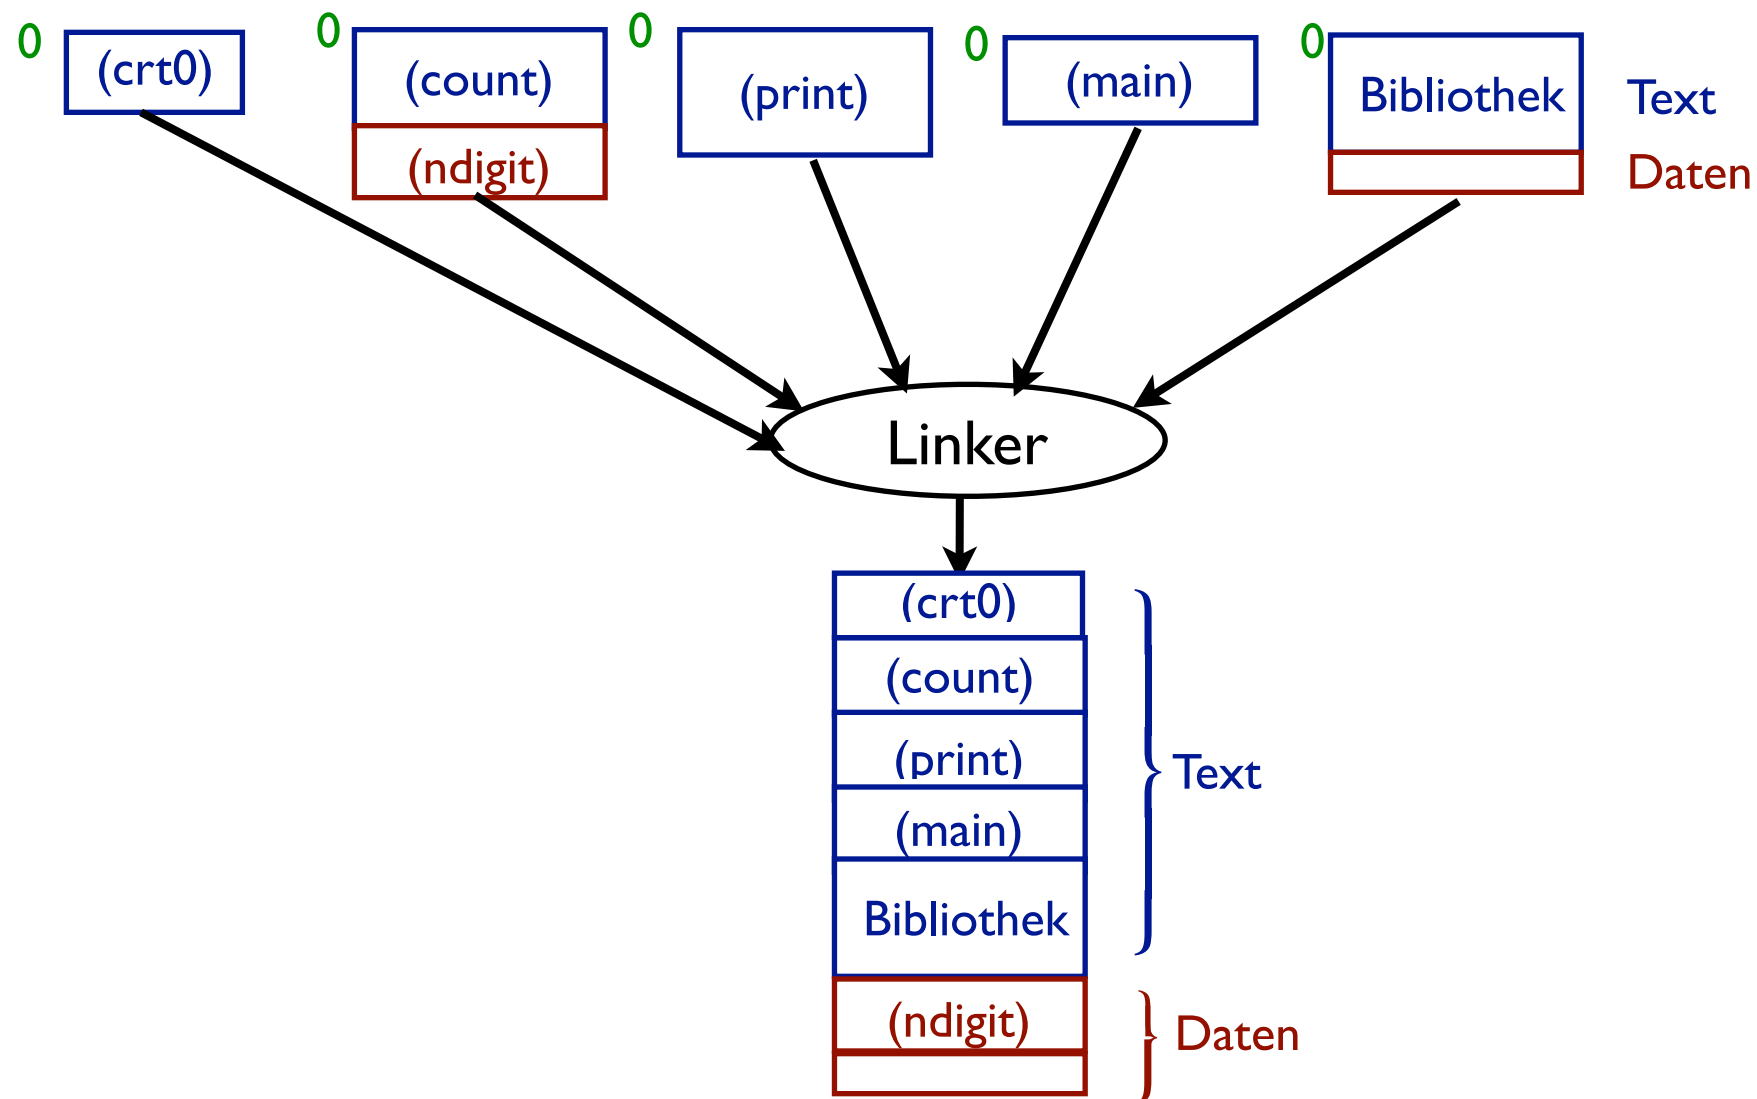 0
(crt0)
0
(count)
(ndigit)
0
(print)
0
(main)
0
Bibliothek
Text
Daten
Linker
(crt0)
(count)
(print)
(main)
Bibliothek
Text
(ndigit)
Daten